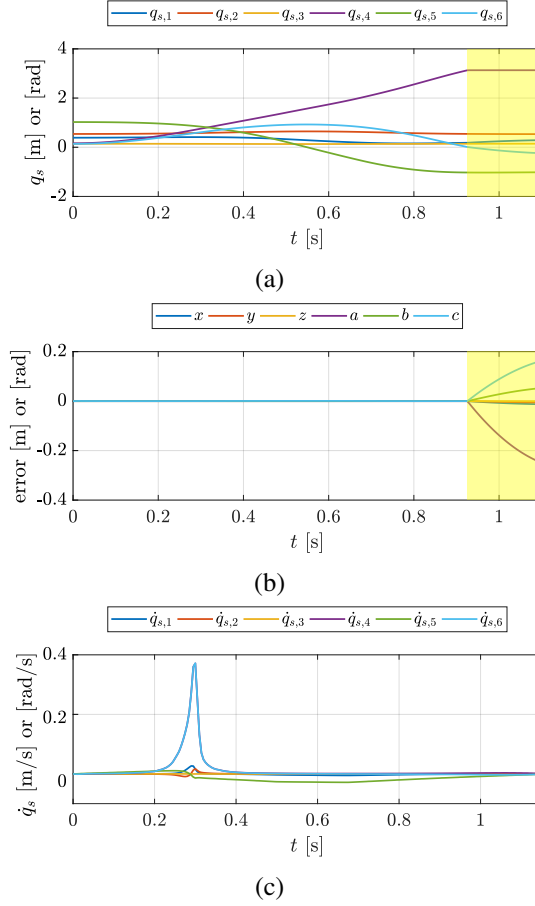 q_{s,1} q_{s,2} q_{s,3} q_{s,4} q_{s,5} q_{s,6}
4
2
0
-2
q_s [m] or [rad]
0 0.2 0.4 0.6 0.8 1
t [s]
(a)
x y z a b c
0.2
0
-0.2
-0.4
error [m] or [rad]
0 0.2 0.4 0.6 0.8 1
t [s]
(b)
q̇_{s,1} q̇_{s,2} q̇_{s,3} q̇_{s,4} q̇_{s,5} q̇_{s,6}
0.4
0.2
0
q̇_s [m/s] or [rad/s]
0 0.2 0.4 0.6 0.8 1
t [s]
(c)